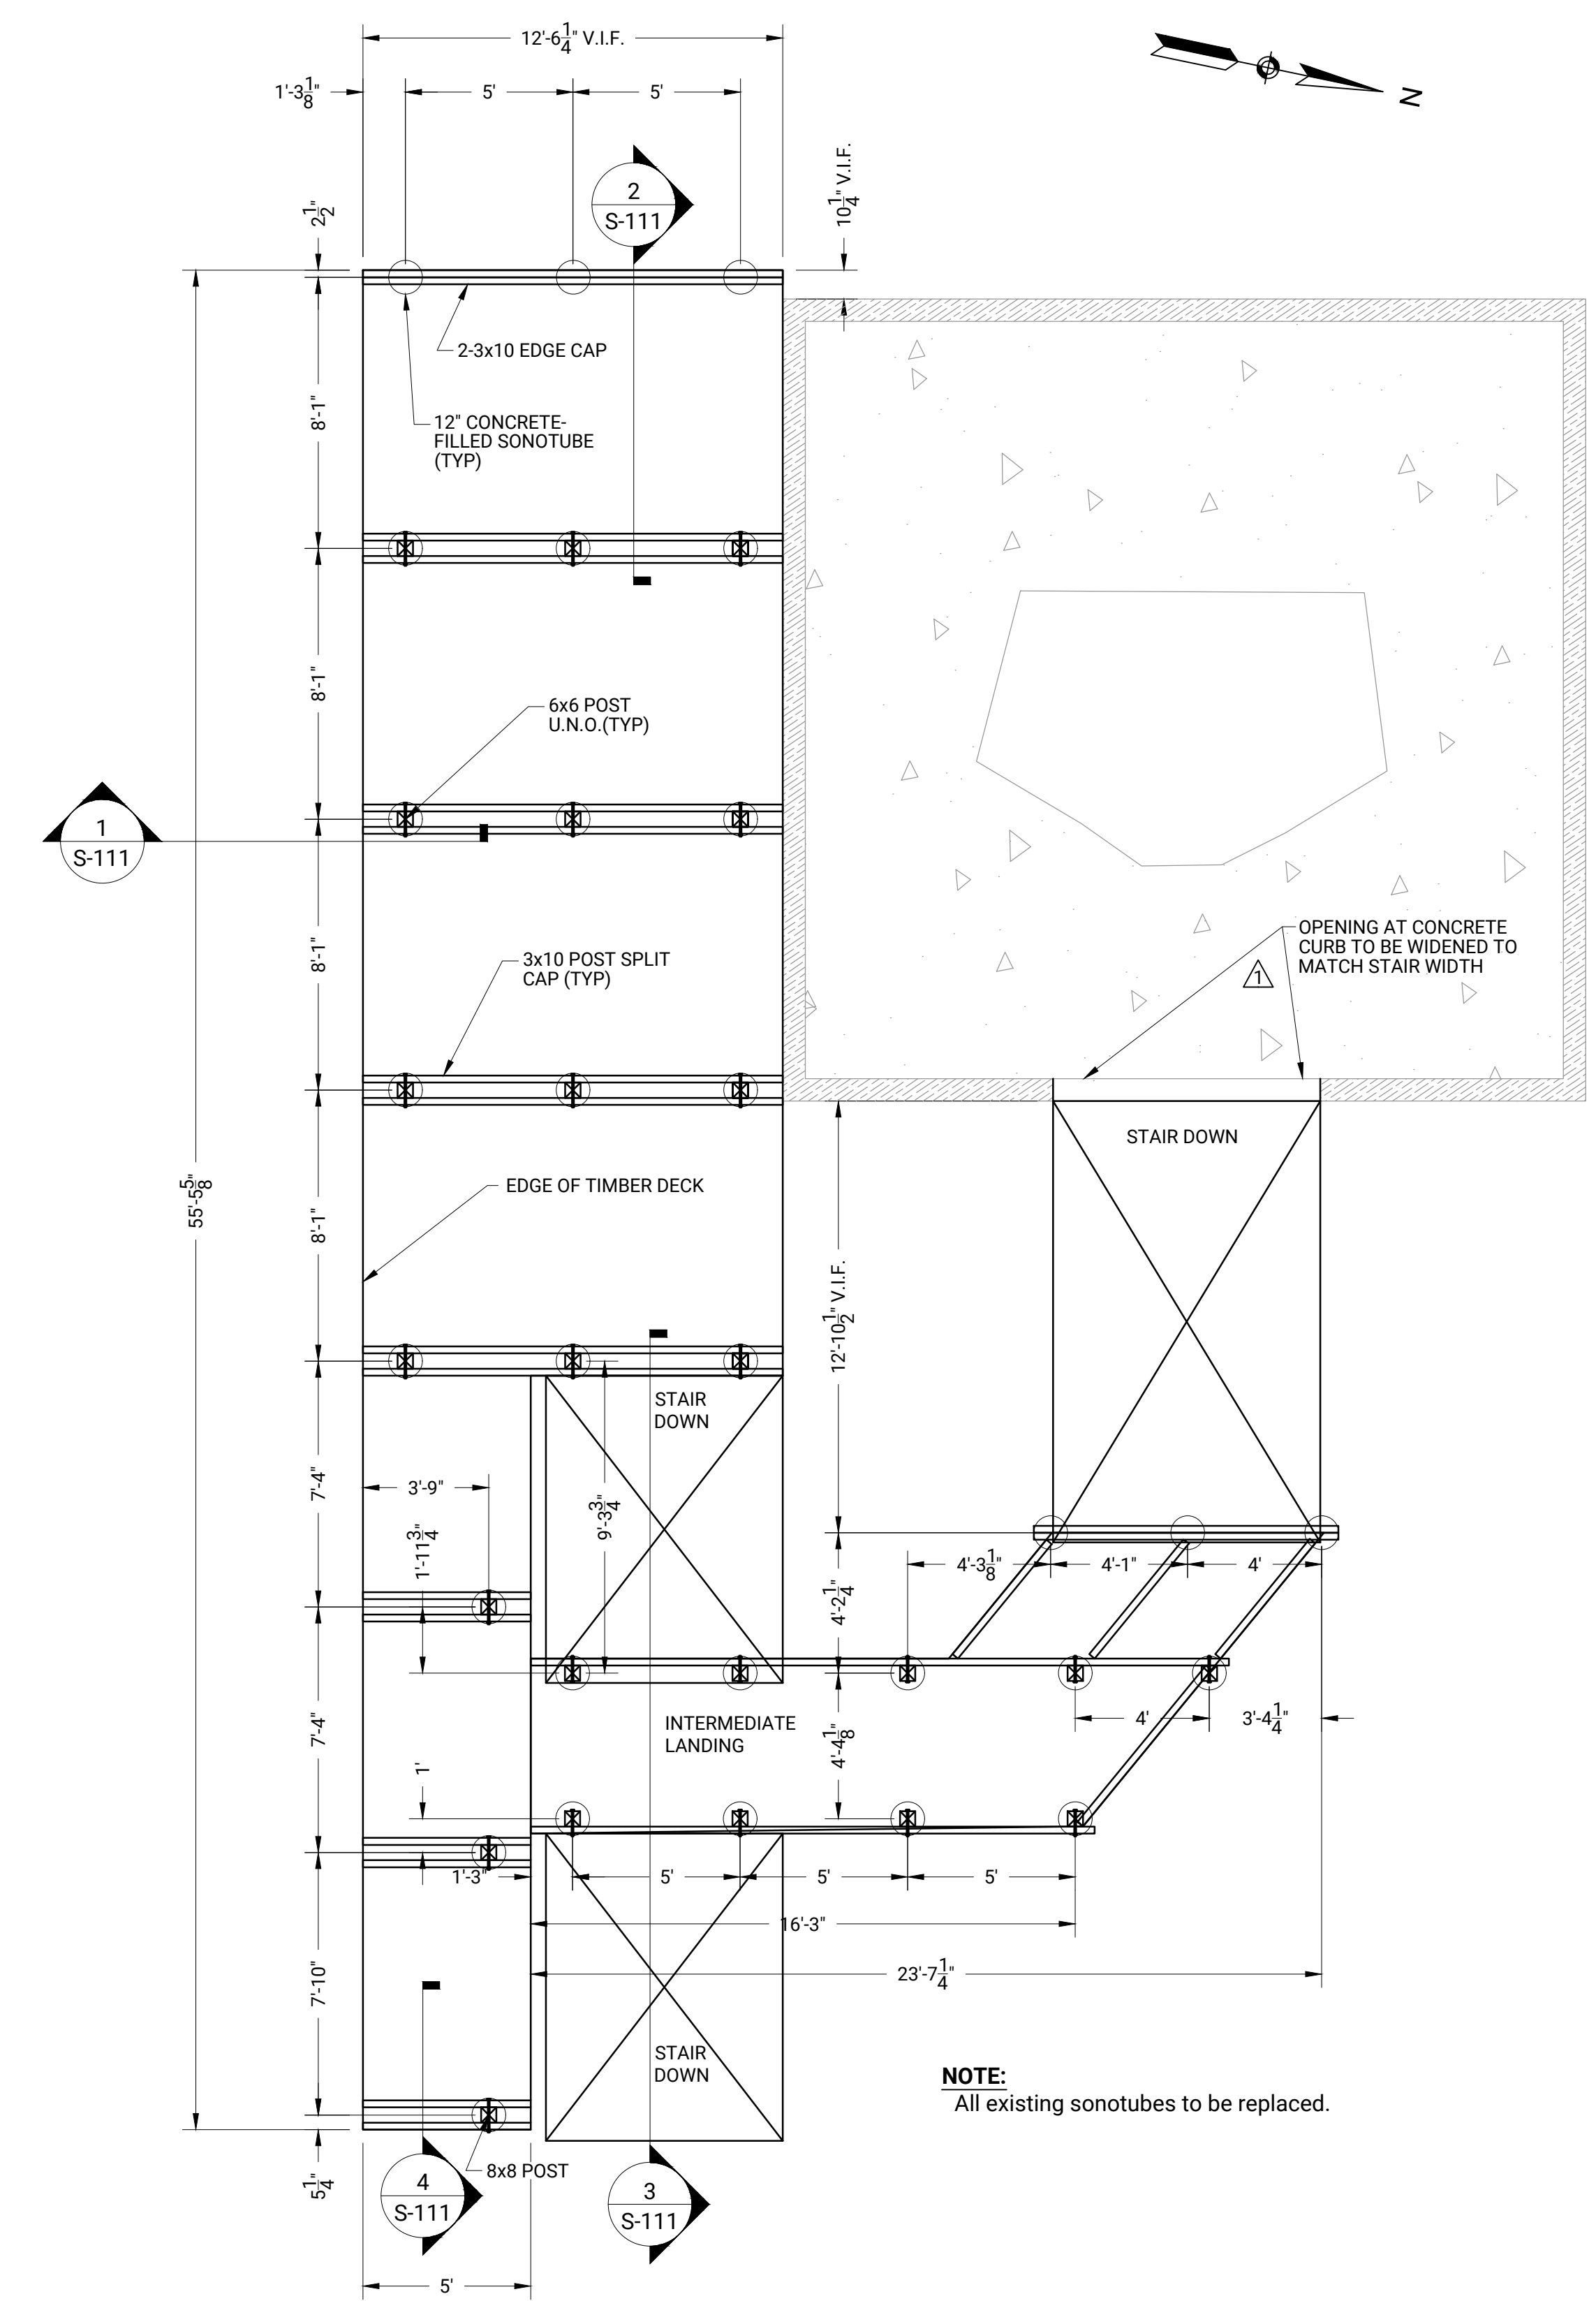 12'-6 1/4" V.I.F.
1'-3 1/8"
5'
5'
N
2 1/2"
10 1/4" V.I.F.
2
S-111
2-3x10 EDGE CAP
8'-1"
12" CONCRETE-
FILLED SONOTUBE
(TYP)
8'-1"
6x6 POST
U.N.O.(TYP)
1
S-111
8'-1"
3x10 POST SPLIT
CAP (TYP)
OPENING AT CONCRETE
CURB TO BE WIDENED TO
MATCH STAIR WIDTH
1
STAIR DOWN
55'-5 5/8"
EDGE OF TIMBER DECK
8'-1"
12'-10 1/2" V.I.F.
STAIR
DOWN
7'-4"
3'-9"
1'-11 3/4"
9'-3 3/4"
4'-3 1/8"
4'-1"
4'
4'-2 1/4"
INTERMEDIATE
LANDING
4'
3'-4 1/4"
7'-4"
1'
4'-4 1/8"
1'-3"
5'
5'
5'
16'-3"
23'-7 1/4"
7'-10"
STAIR
DOWN
NOTE:
All existing sonotubes to be replaced.
5 1/4"
8x8 POST
4
S-111
3
S-111
5'